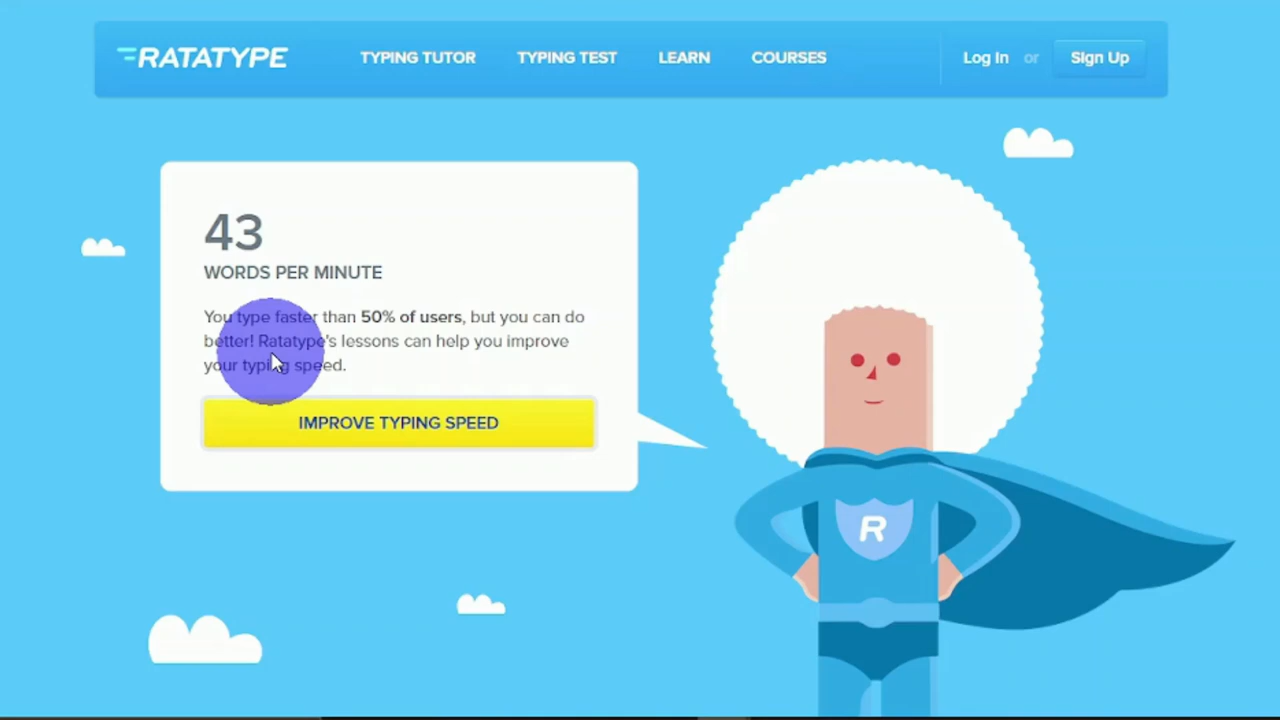 RATATYPE
TYPING TUTOR
TYPING TEST
LEARN
COURSES
Log In or Sign Up
43
WORDS PER MINUTE
You type faster than 50% of users, but you can do
better! Ratatype's lessons can help you improve
your typing speed.
IMPROVE TYPING SPEED
R